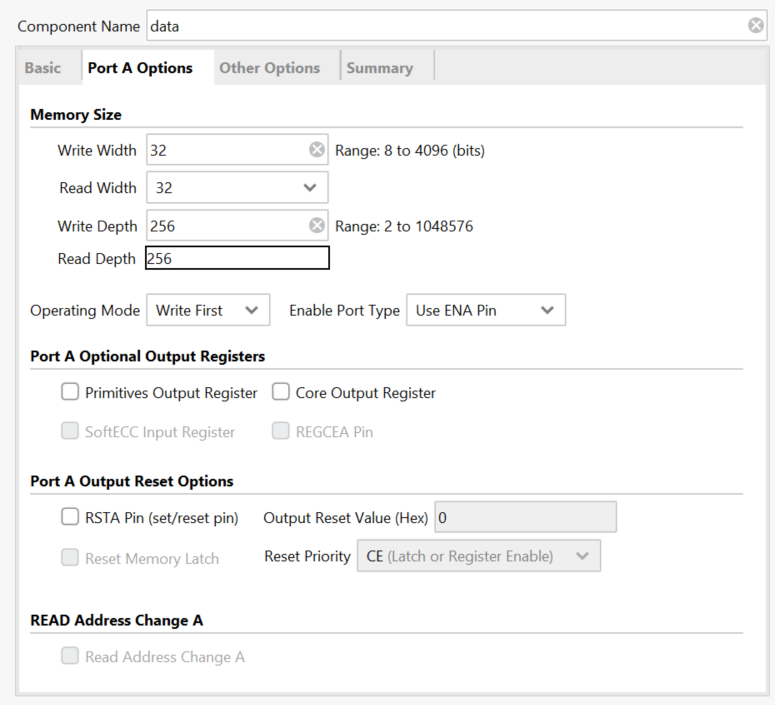 Component Name data
Basic Port A Options Other Options Summary
Memory Size
Write Width 32 Range: 8 to 4096 (bits)
Read Width 32
Write Depth 256 Range: 2 to 1048576
Read Depth 256
Operating Mode Write First Enable Port Type Use ENA Pin
Port A Optional Output Registers
Primitives Output Register Core Output Register
SoftECC Input Register REGCEA Pin
Port A Output Reset Options
RSTA Pin (set/reset pin) Output Reset Value (Hex) 0
Reset Memory Latch Reset Priority CE (Latch or Register Enable)
READ Address Change A
Read Address Change A